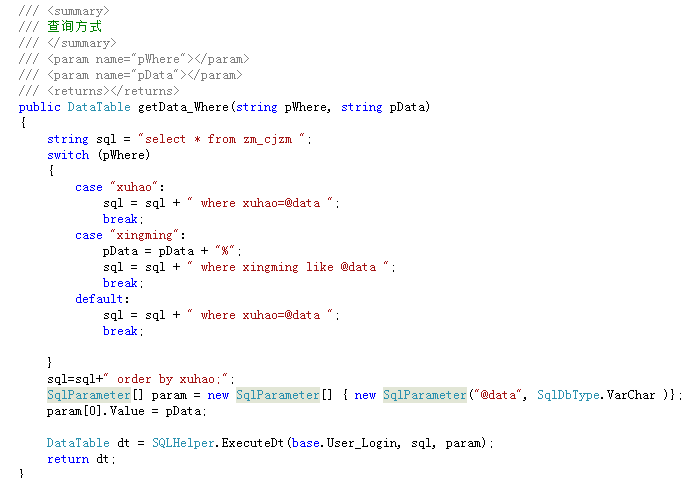 /// <summary>
/// 查询方式
/// </summary>
/// <param name="pWhere"></param>
/// <param name="pData"></param>
/// <returns></returns>
public DataTable getData_Where(string pWhere, string pData)
{
string sql = "select * from zm_cjzm ";
switch (pWhere)
{
case "xuhao":
sql = sql + " where xuhao=@data ";
break;
case "xingming":
pData = pData + "%";
sql = sql + " where xingming like @data ";
break;
default:
sql = sql + " where xuhao=@data ";
break;
}
sql=sql+" order by xuhao;";
SqlParameter[] param = new SqlParameter[] { new SqlParameter("@data", SqlDbType.VarChar )};
param[0].Value = pData;
DataTable dt = SQLHelper.ExecuteDt(base.User_Login, sql, param);
return dt;
}